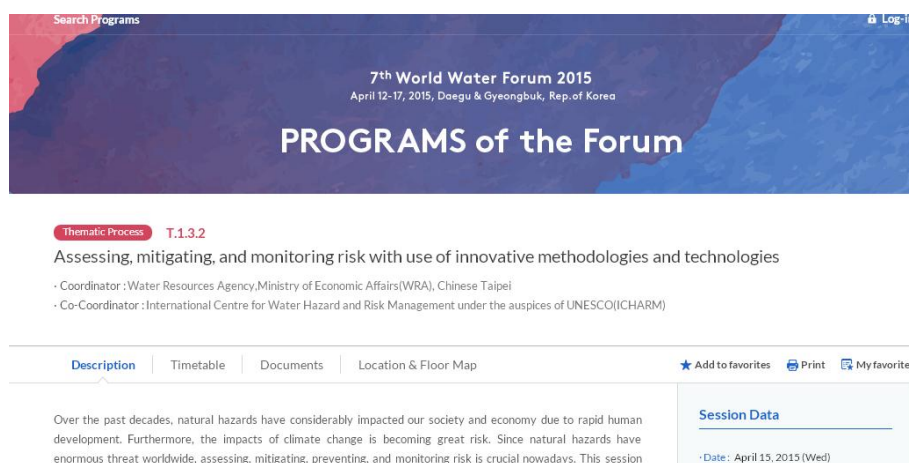 Search Programs
Log-i
7th World Water Forum 2015
April 12-17, 2015, Daegu & Gyeongbuk, Rep.of Korea
PROGRAMS of the Forum
Thematic Process T.1.3.2
Assessing, mitigating, and monitoring risk with use of innovative methodologies and technologies
· Coordinator : Water Resources Agency,Ministry of Economic Affairs(WRA), Chinese Taipei
· Co-Coordinator : International Centre for Water Hazard and Risk Management under the auspices of UNESCO(ICHARM)
Description Timetable Documents Location & Floor Map Add to favorites Print My favorite
Over the past decades, natural hazards have considerably impacted our society and economy due to rapid human
development. Furthermore, the impacts of climate change is becoming great risk. Since natural hazards have
enormous threat worldwide, assessing, mitigating, preventing, and monitoring risk is crucial nowadays. This session
Session Data
· Date : April 15, 2015 (Wed)